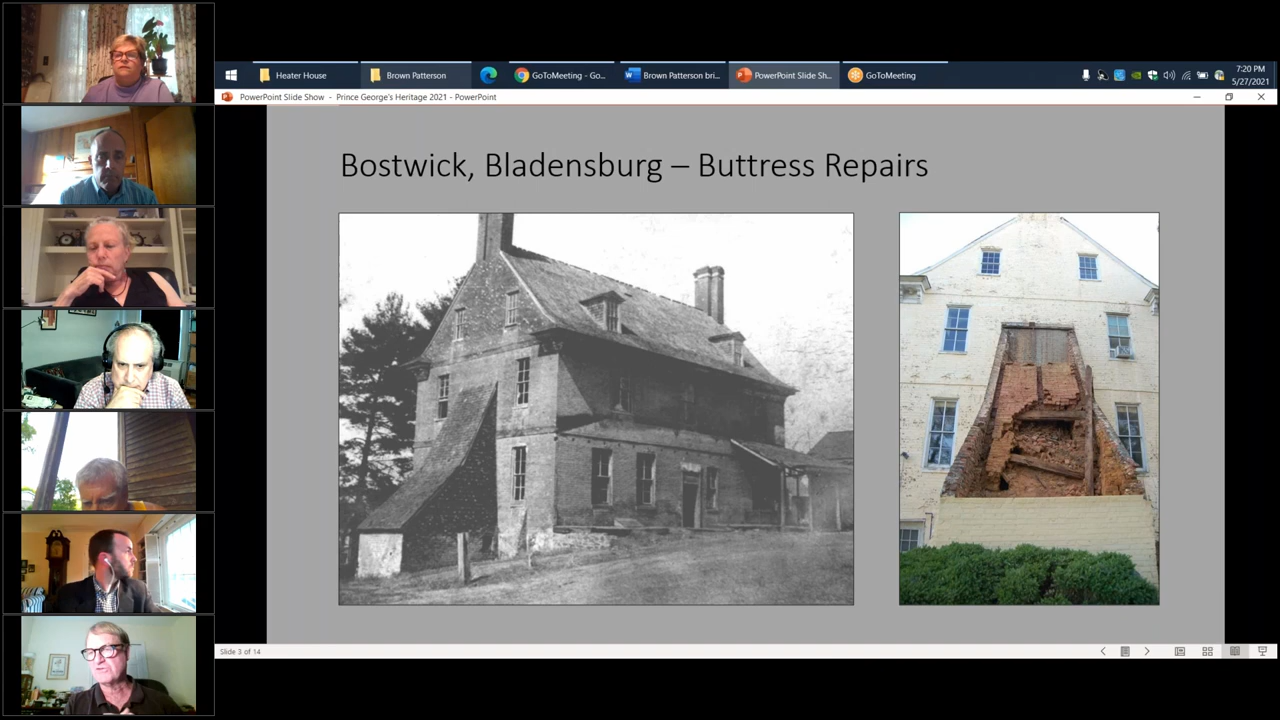 Heater House
Brown Patterson
GoToMeeting - Go...
Brown Patterson bri...
PowerPoint Slide Sh...
GoToMeeting
7:20 PM
5/27/2021
PowerPoint Slide Show - Prince George's Heritage 2021 - PowerPoint
Bostwick, Bladensburg – Buttress Repairs
Slide 3 of 14